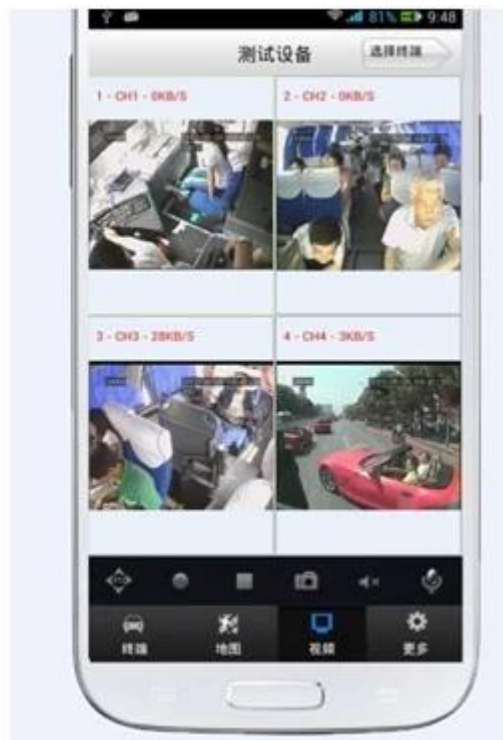 81% 9:48
测试设备 选择终端
1 - CH1 - 0KB/S 2 - CH2 - 0KB/S
3 - CH3 - 28KB/S 4 - CH4 - 3KB/S
终端 地图 视频 更多